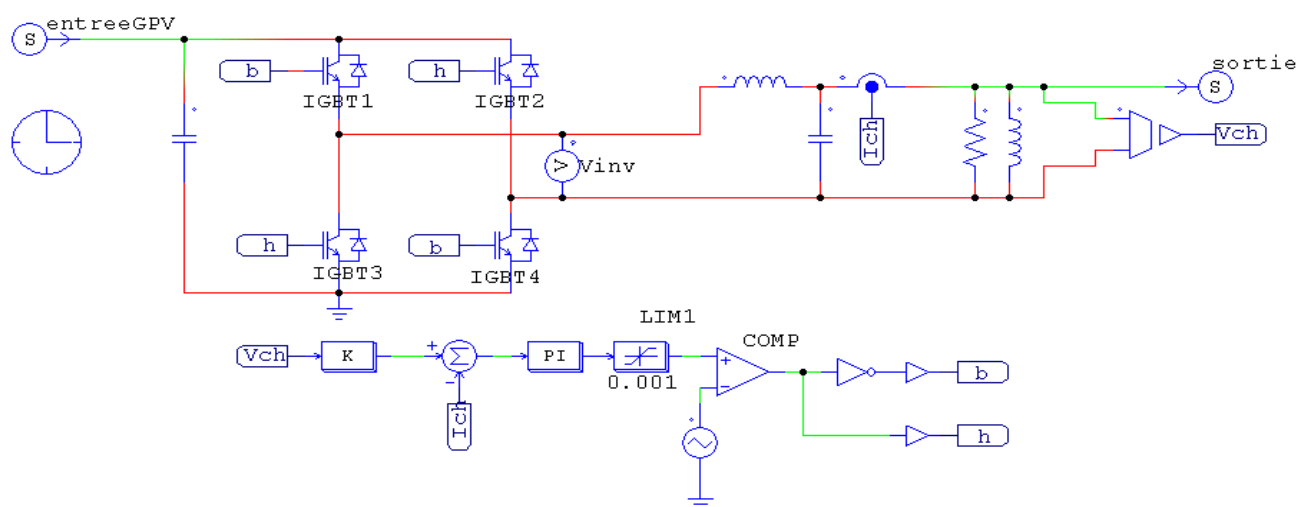 S entreeGPV
b
IGBT1
h
IGBT2
sortie
S
Ich
Vch
V Vinv
h
IGBT3
b
IGBT4
LIM1
COMP
Vch
K
+
Σ
-
PI
0.001
+
-
b
Ich
h